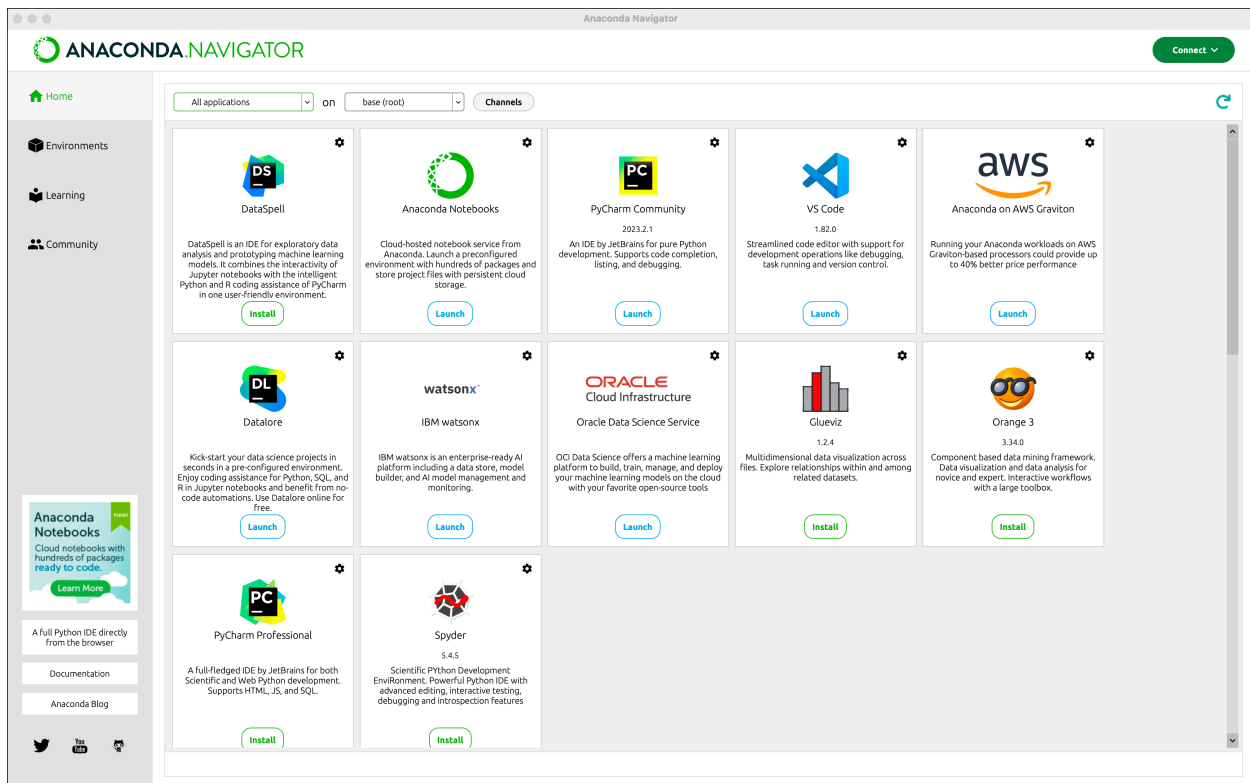 Anaconda Navigator
ANACONDA.NAVIGATOR
Connect
Home
Environments
Learning
Community
All applications
on
base (root)
Channels
DS
DataSpell
DataSpell is an IDE for exploratory data
analysis and prototyping machine learning
models. It combines the interactivity of
Jupyter notebooks with the intelligent
Python and R coding assistance of PyCharm
in one user-friendly environment.
Install
Anaconda Notebooks
Cloud-hosted notebook service from
Anaconda. Launch a preconfigured
environment with hundreds of packages and
store project files with persistent cloud
storage.
Launch
PC
PyCharm Community
2023.2.1
An IDE by JetBrains for pure Python
development. Supports code completion,
listing, and debugging.
Launch
VS Code
1.82.0
Streamlined code editor with support for
development operations like debugging,
task running and version control.
Launch
aws
Anaconda on AWS Graviton
Running your Anaconda workloads on AWS
Graviton-based processors could provide up
to 40% better price performance
Launch
DL
Datalore
Kick-start your data science projects in
seconds in a pre-configured environment.
Enjoy coding assistance for Python, SQL, and
R in Jupyter notebooks and benefit from no-
code automations. Use Datalore online for
free.
Launch
watsonx™
IBM watsonx
IBM watsonx is an enterprise-ready AI
platform including a data store, model
builder, and AI model management and
monitoring.
Launch
ORACLE
Cloud Infrastructure
Oracle Data Science Service
OCI Data Science offers a machine learning
platform to build, train, manage, and deploy
your machine learning models on the cloud
with your favorite open-source tools
Launch
Glueviz
1.2.4
Multidimensional data visualization across
files. Explore relationships within and among
related datasets.
Install
Orange 3
3.34.0
Component based data mining framework.
Data visualization and data analysis for
novice and expert. Interactive workflows
with a large toolbox.
Install
PC
PyCharm Professional
A full-fledged IDE by JetBrains for both
Scientific and Web Python development.
Supports HTML, JS, and SQL.
Install
Spyder
5.4.5
Scientific PYthon Development
EnviRonment. Powerful Python IDE with
advanced editing, interactive testing,
debugging and introspection features
Install
New!
Anaconda
Notebooks
Cloud notebooks with
hundreds of packages
ready to code.
Learn More
A full Python IDE directly
from the browser
Documentation
Anaconda Blog
You
Tube